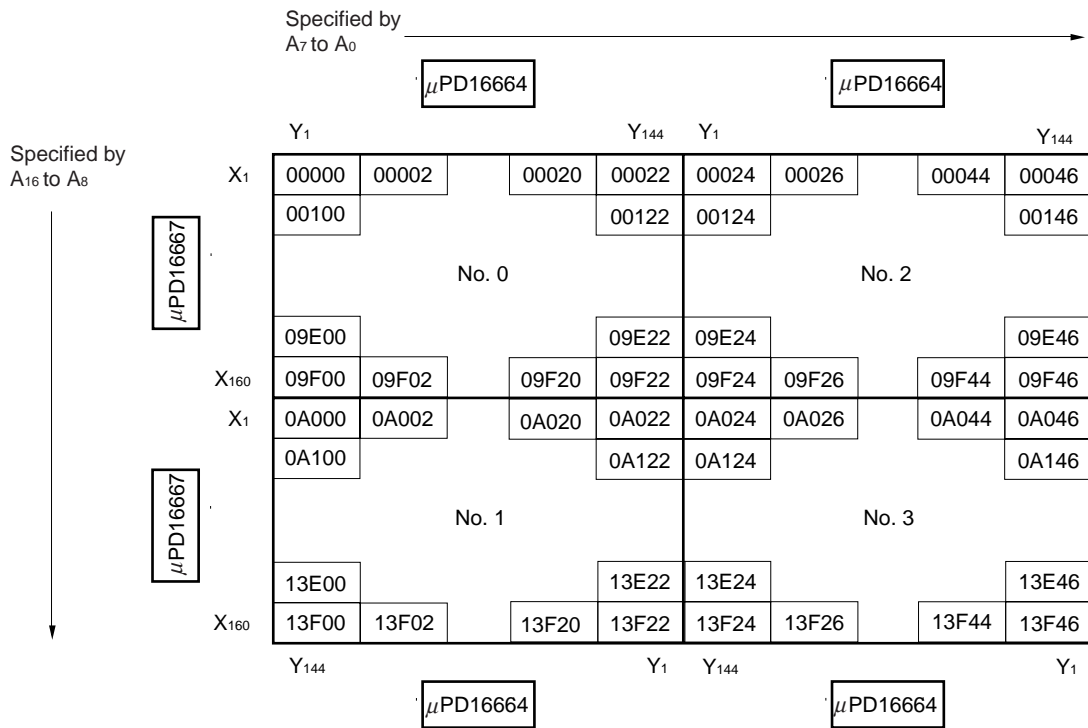 Specified by
A7 to A0
μPD16664 μPD16664
Y1 Y144 Y1 Y144
Specified by
A16 to A8
X1 00000 00002 00020 00022 00024 00026 00044 00046
00100 00122 00124 00146
μPD16667
No. 0 No. 2
09E00 09E22 09E24 09E46
X160 09F00 09F02 09F20 09F22 09F24 09F26 09F44 09F46
X1 0A000 0A002 0A020 0A022 0A024 0A026 0A044 0A046
0A100 0A122 0A124 0A146
μPD16667
No. 1 No. 3
13E00 13E22 13E24 13E46
X160 13F00 13F02 13F20 13F22 13F24 13F26 13F44 13F46
Y144 Y1 Y144 Y1
μPD16664 μPD16664